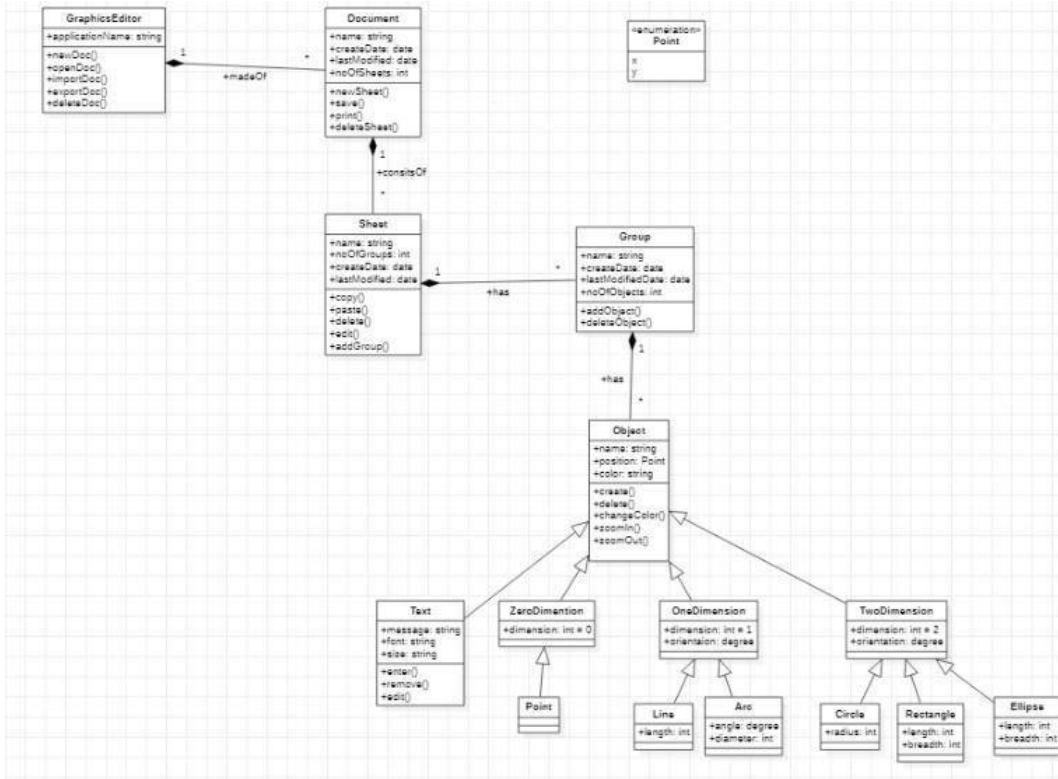 GraphicsEditor
+applicationName: string
+newDoc()
+openDoc()
+importDoc()
+exportDoc()
+deleteDoc()
1
*
+madeOf
Document
+name: string
+createDate: date
+lastModified: date
+noOfSheets: int
+newSheet()
+save()
+print()
+deleteSheet()
«enumeration»
Point
x
y
1
+consitsOf
*
Sheet
+name: string
+noOfGroups: int
+createDate: date
+lastModified: date
+copy()
+paste()
+delete()
+edit()
+addGroup()
1
*
+has
Group
+name: string
+createDate: date
+lastModifiedDate: date
+noOfObjects: int
+addObject()
+deleteObject()
1
+has
*
Object
+name: string
+position: Point
+color: string
+create()
+delete()
+changeColor()
+zoomIn()
+zoomOut()
Text
+message: string
+font: string
+size: string
+enter()
+remove()
+edit()
ZeroDimention
+dimension: int = 0
OneDimension
+dimension: int = 1
+orientaion: degree
TwoDimension
+dimension: int = 2
+orientation: degree
Point
Line
+length: int
Arc
+angle: degree
+diameter: int
Circle
+radius: int
Rectangle
+length: int
+breadth: int
Ellipse
+length: int
+breadth: int